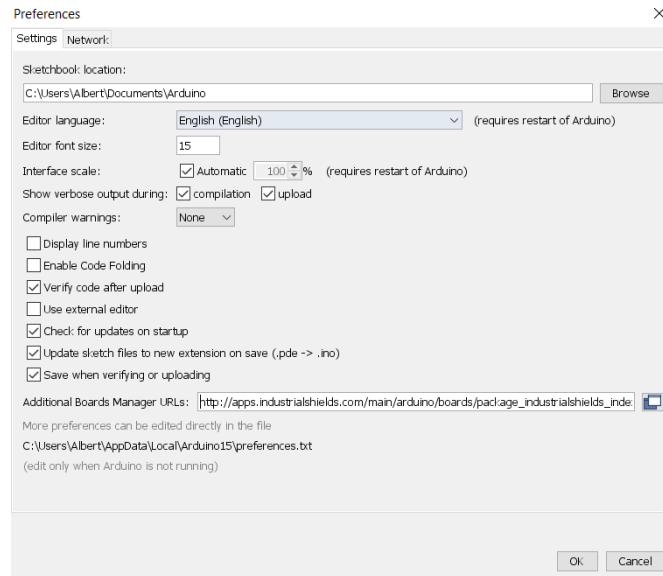 Preferences
Settings Network
Sketchbook location:
C:\Users\Albert\Documents\Arduino Browse
Editor language: English (English) (requires restart of Arduino)
Editor font size: 15
Interface scale: Automatic 100 % (requires restart of Arduino)
Show verbose output during: compilation upload
Compiler warnings: None
Display line numbers
Enable Code Folding
Verify code after upload
Use external editor
Check for updates on startup
Update sketch files to new extension on save (.pde -> .ino)
Save when verifying or uploading
Additional Boards Manager URLs: http://apps.industrialshields.com/main/arduino/boards/package_industrialshields_inde
More preferences can be edited directly in the file
C:\Users\Albert\AppData\Local\Arduino15\preferences.txt
(edit only when Arduino is not running)
OK Cancel